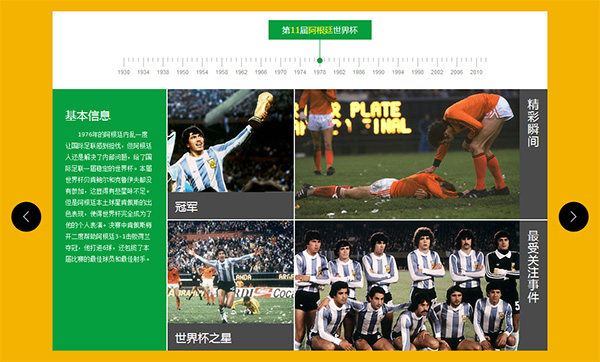 第11届阿根廷世界杯
1930 1934 1938 1950 1954 1958 1962 1966 1970 1974 1978 1982 1986 1990 1994 1998 2002 2006 2010
基本信息
1976年的阿根廷内乱一度
让国际足联感到担忧，但阿根廷
人还是解决了内部问题，给了国
际足联一届稳定的世界杯。本届
世界杯贝肯鲍尔和克鲁伊夫都没
有参加，这显得有些星味不足。
但是阿根廷本土球星肯佩斯的出
色表现，使得世界杯完全成为了
他的个人表演。决赛中肯佩斯梅
开二度帮助阿根廷3-1击败荷兰
夺冠，他打进6球，还包揽了本
届比赛的最佳球员和最佳射手。
冠军
PLATE
INAL
精彩瞬间
世界杯之星
最受关注事件